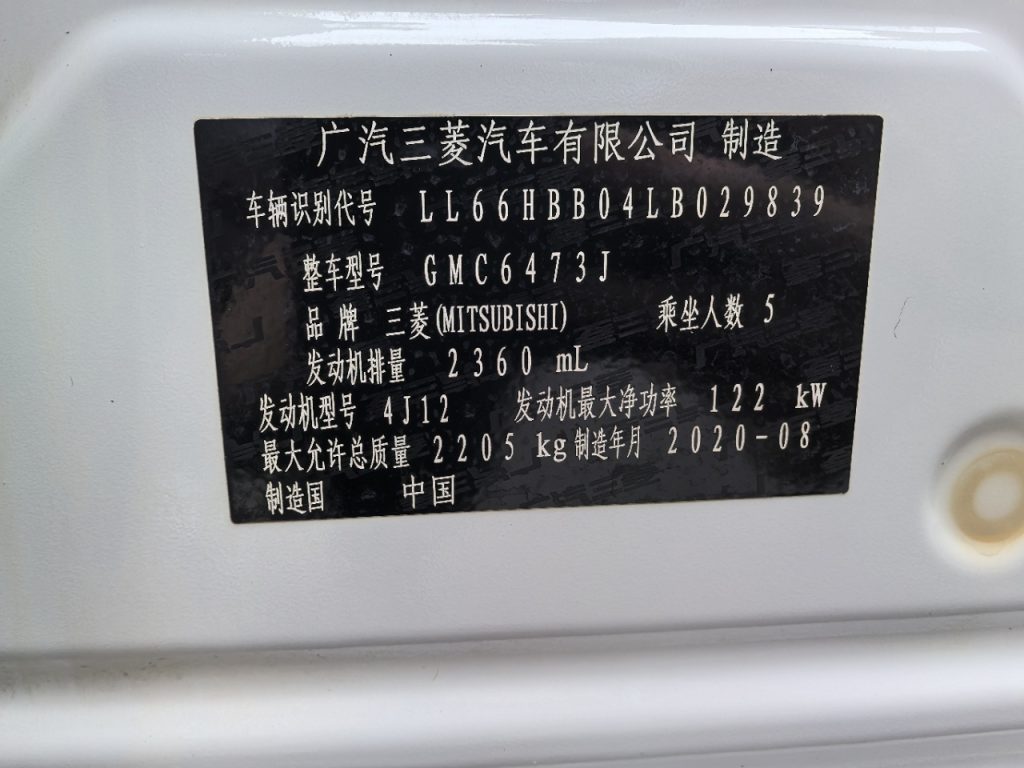 广汽三菱汽车有限公司 制造
车辆识别代号 LL66HBB04LB029839
整车型号 GMC6473J
品牌 三菱(MITSUBISHI) 乘坐人数 5
发动机排量 2360 mL
发动机型号 4J12 发动机最大净功率 122 kW
最大允许总质量 2205 kg 制造年月 2020-08
制造国 中国